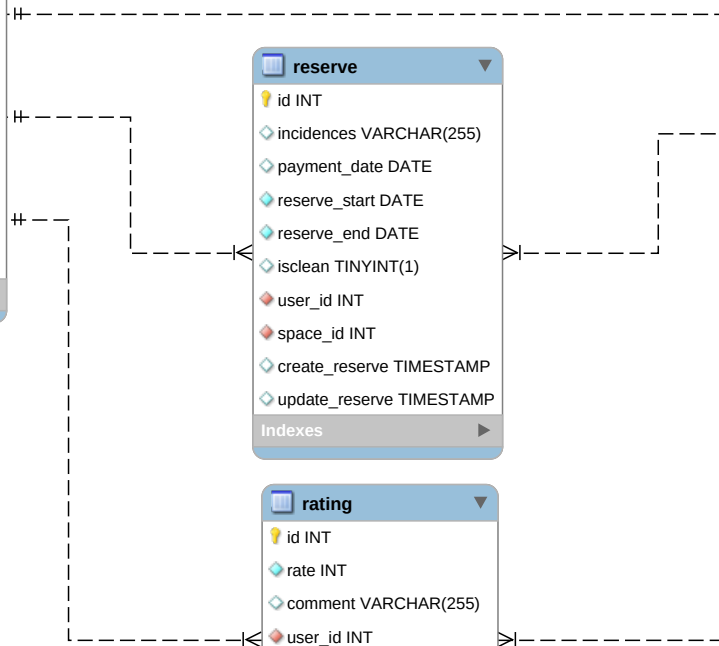 reserve
id INT
incidences VARCHAR(255)
payment_date DATE
reserve_start DATE
reserve_end DATE
isclean TINYINT(1)
user_id INT
space_id INT
create_reserve TIMESTAMP
update_reserve TIMESTAMP
Indexes
rating
id INT
rate INT
comment VARCHAR(255)
user_id INT